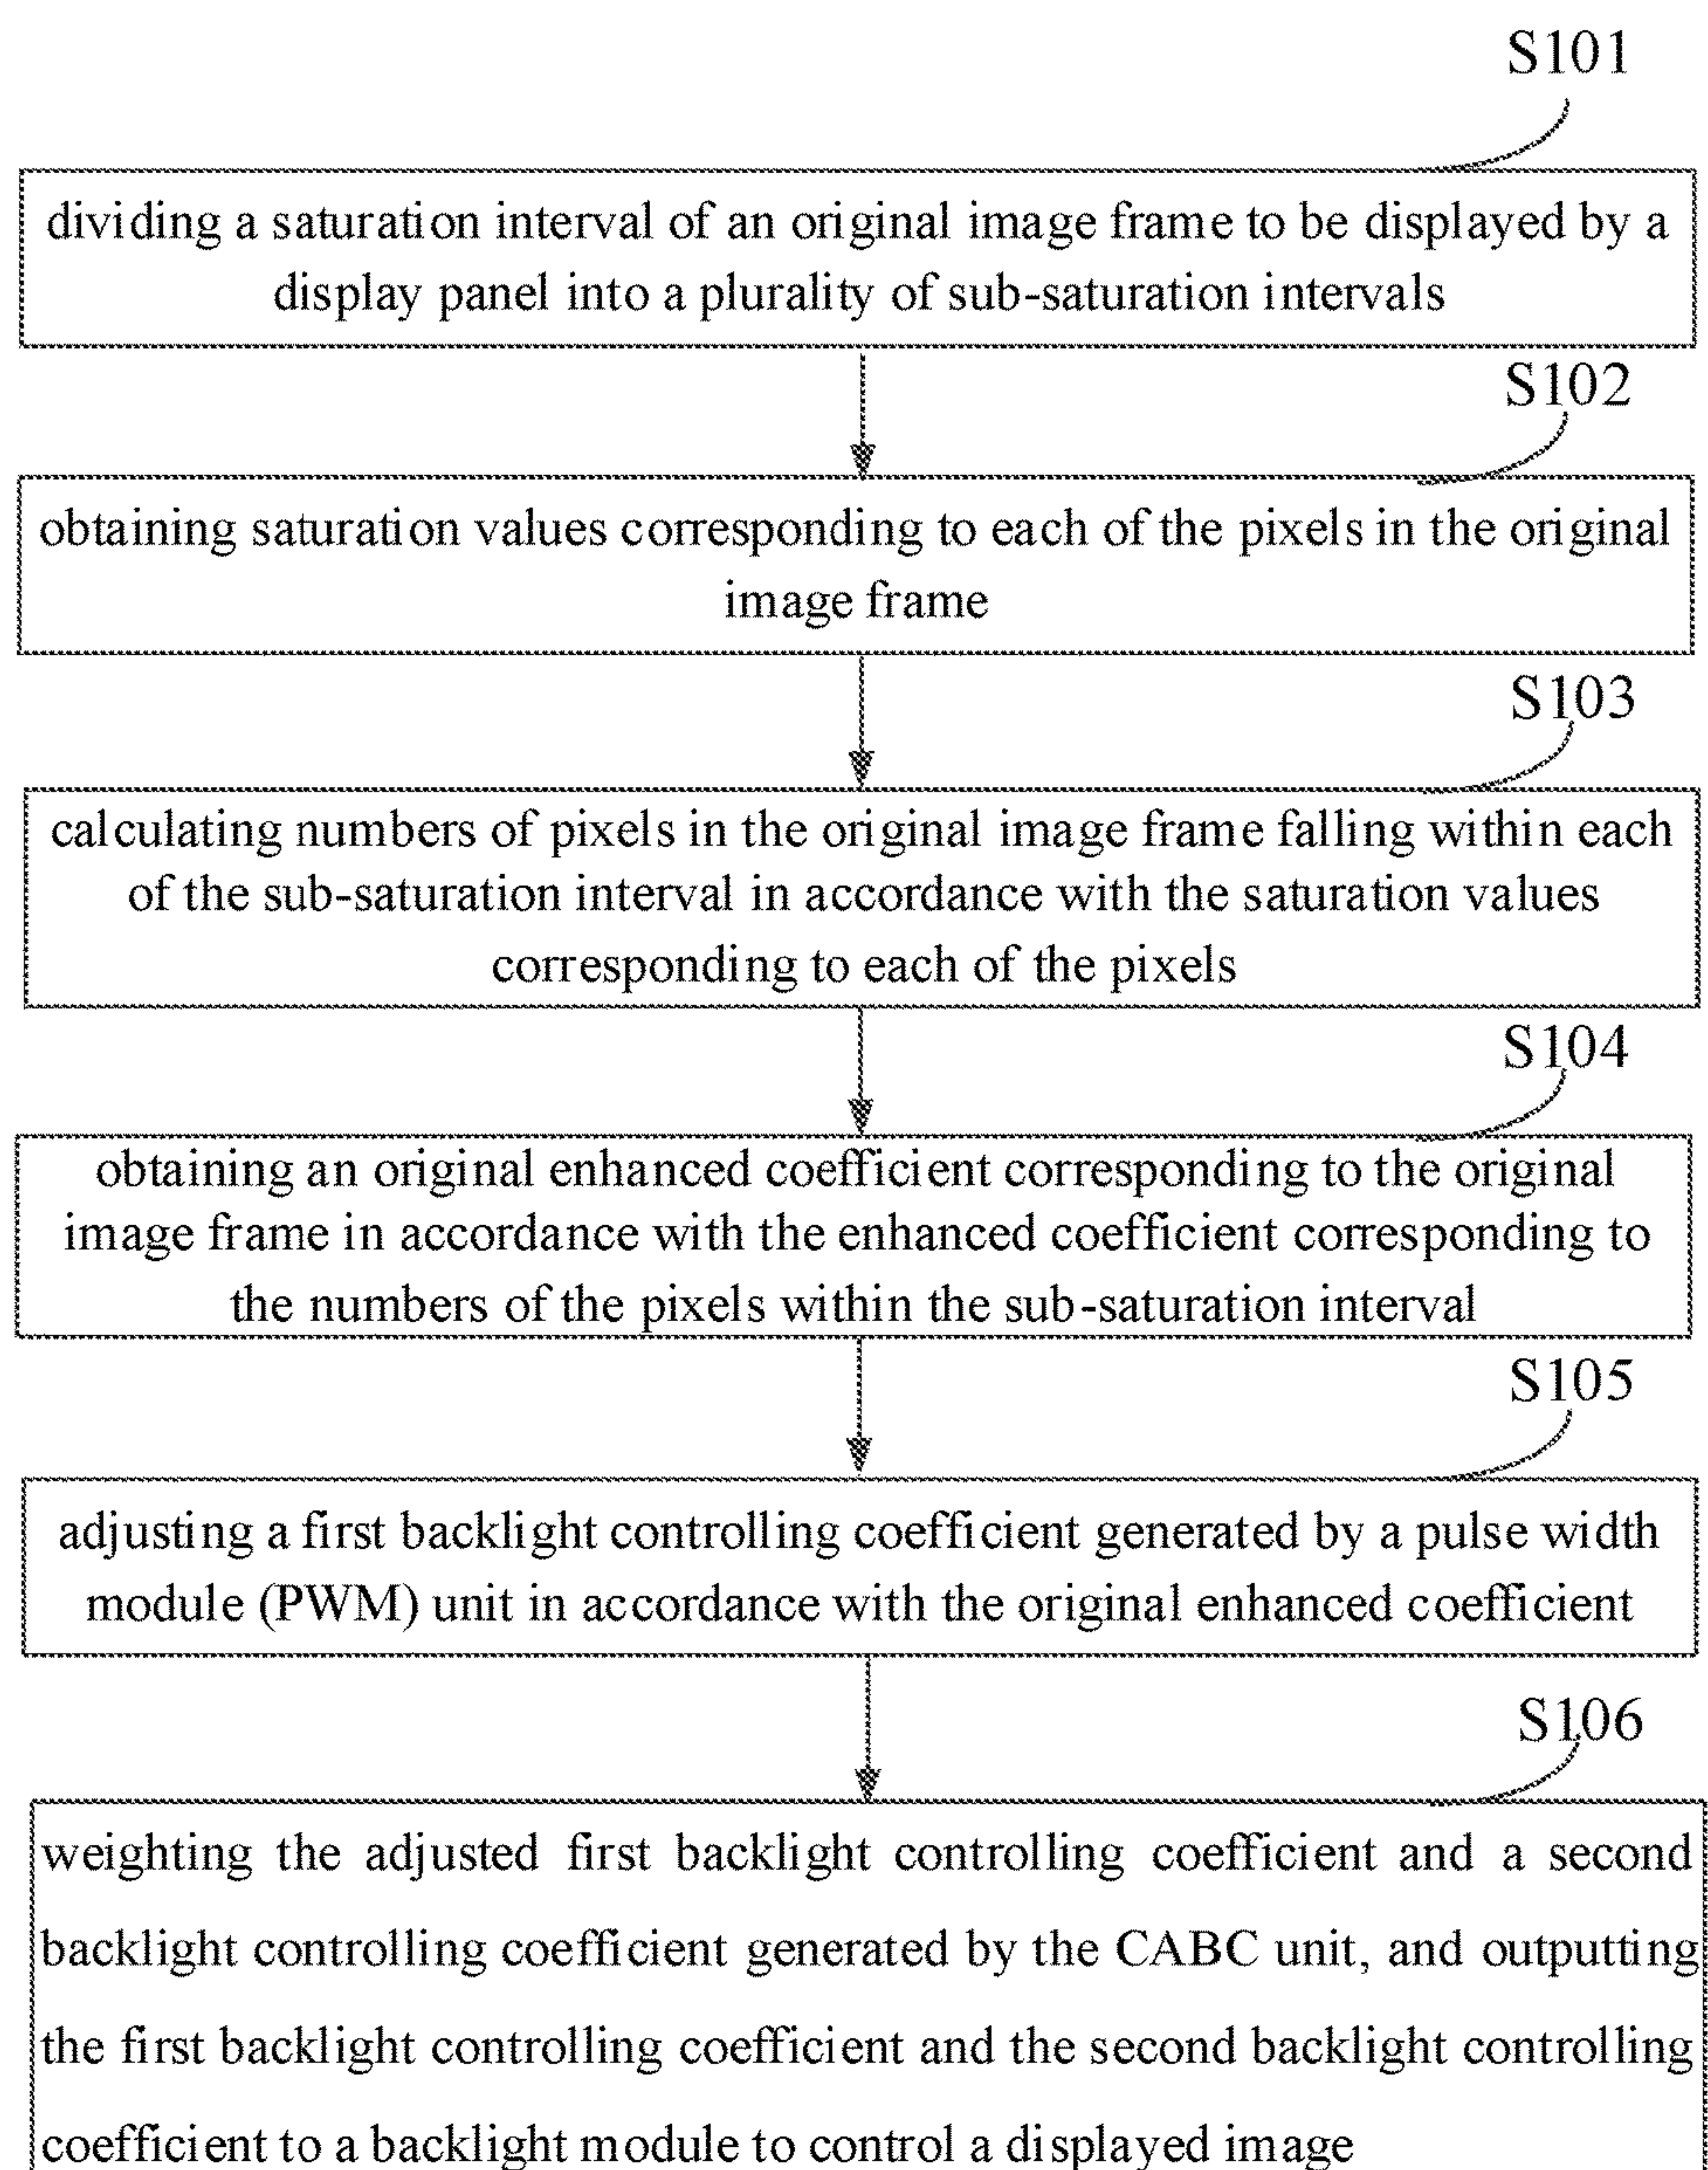 S101
dividing a saturation interval of an original image frame to be displayed by a
display panel into a plurality of sub-saturation intervals
S102
obtaining saturation values corresponding to each of the pixels in the original
image frame
S103
calculating numbers of pixels in the original image frame falling within each
of the sub-saturation interval in accordance with the saturation values
corresponding to each of the pixels
S104
obtaining an original enhanced coefficient corresponding to the original
image frame in accordance with the enhanced coefficient corresponding to
the numbers of the pixels within the sub-saturation interval
S105
adjusting a first backlight controlling coefficient generated by a pulse width
module (PWM) unit in accordance with the original enhanced coefficient
S106
weighting the adjusted first backlight controlling coefficient and a second
backlight controlling coefficient generated by the CABC unit, and outputting
the first backlight controlling coefficient and the second backlight controlling
coefficient to a backlight module to control a displayed image